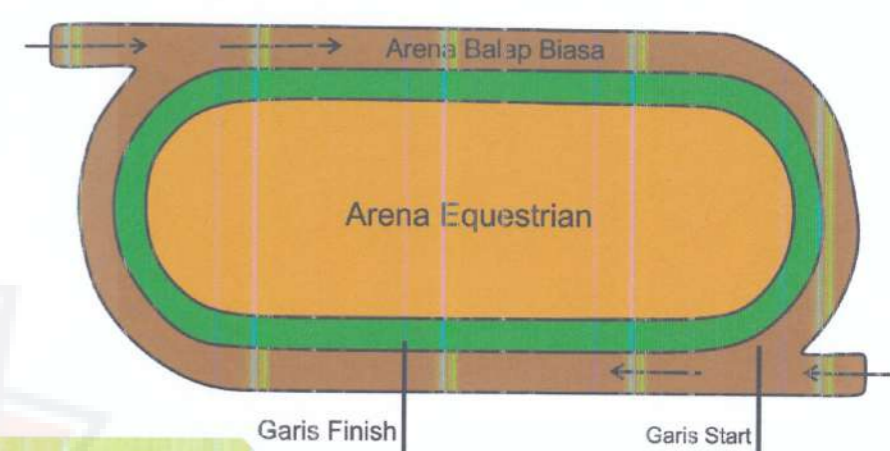 Arena Balap Biasa
Arena Equestrian
Garis Finish
Garis Start